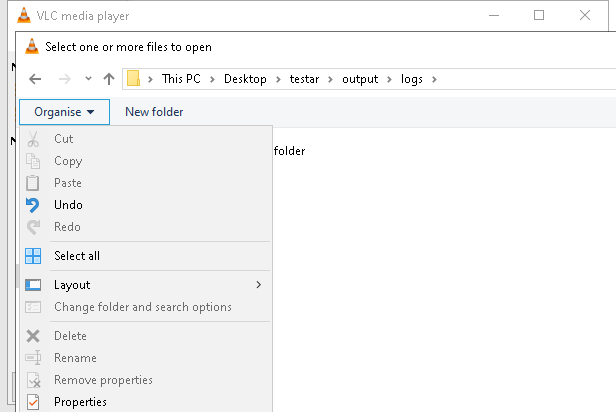 VLC media player
Select one or more files to open
This PC > Desktop > testar > output > logs >
Organise New folder
Cut
folder
Copy
Paste
Undo
Redo
Select all
Layout
Change folder and search options
Delete
Rename
Remove properties
Properties